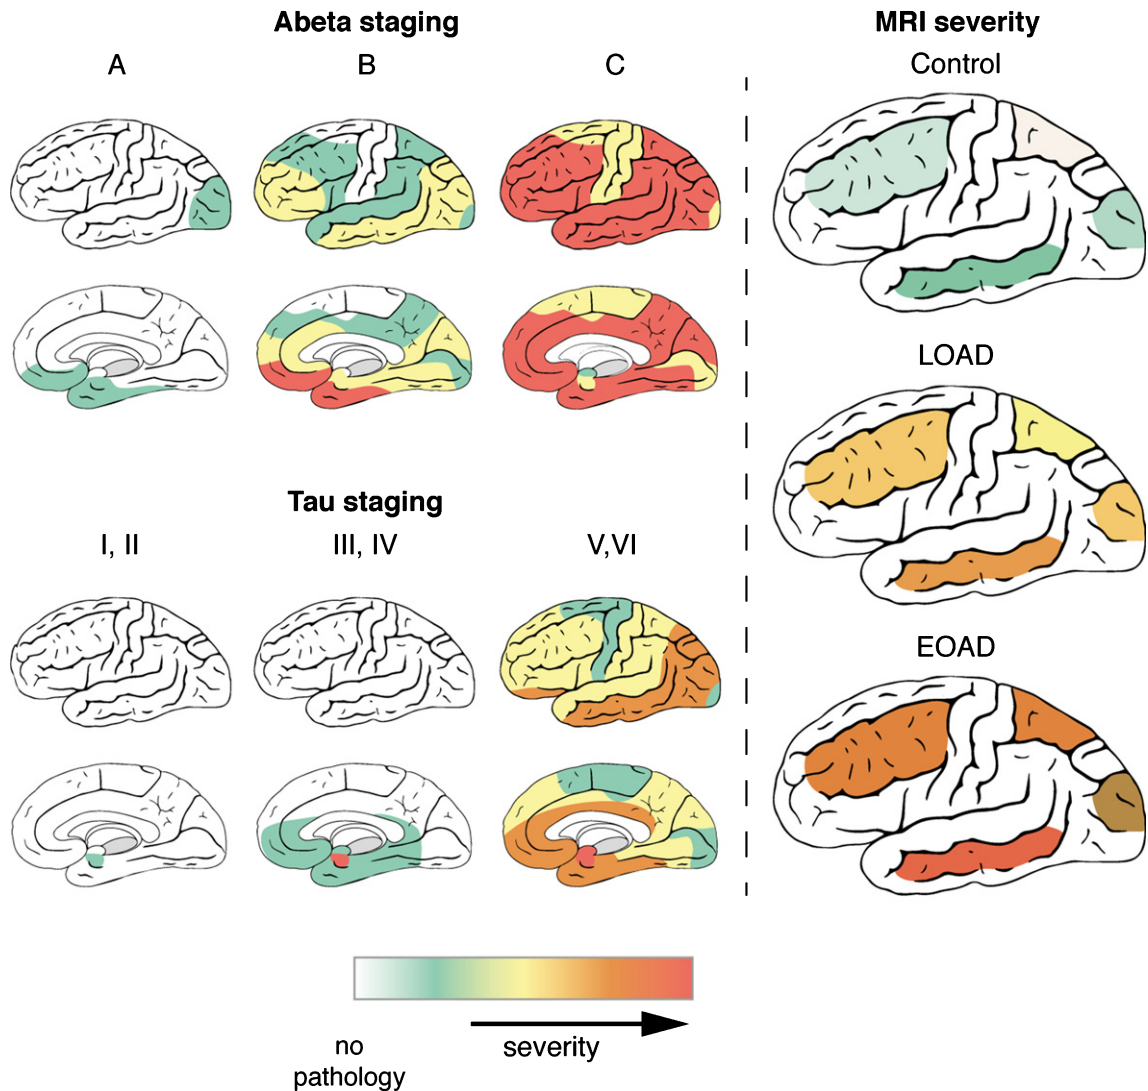 Abeta staging
A
B
C
Tau staging
I, II
III, IV
V,VI
MRI severity
Control
LOAD
EOAD
no
pathology
severity